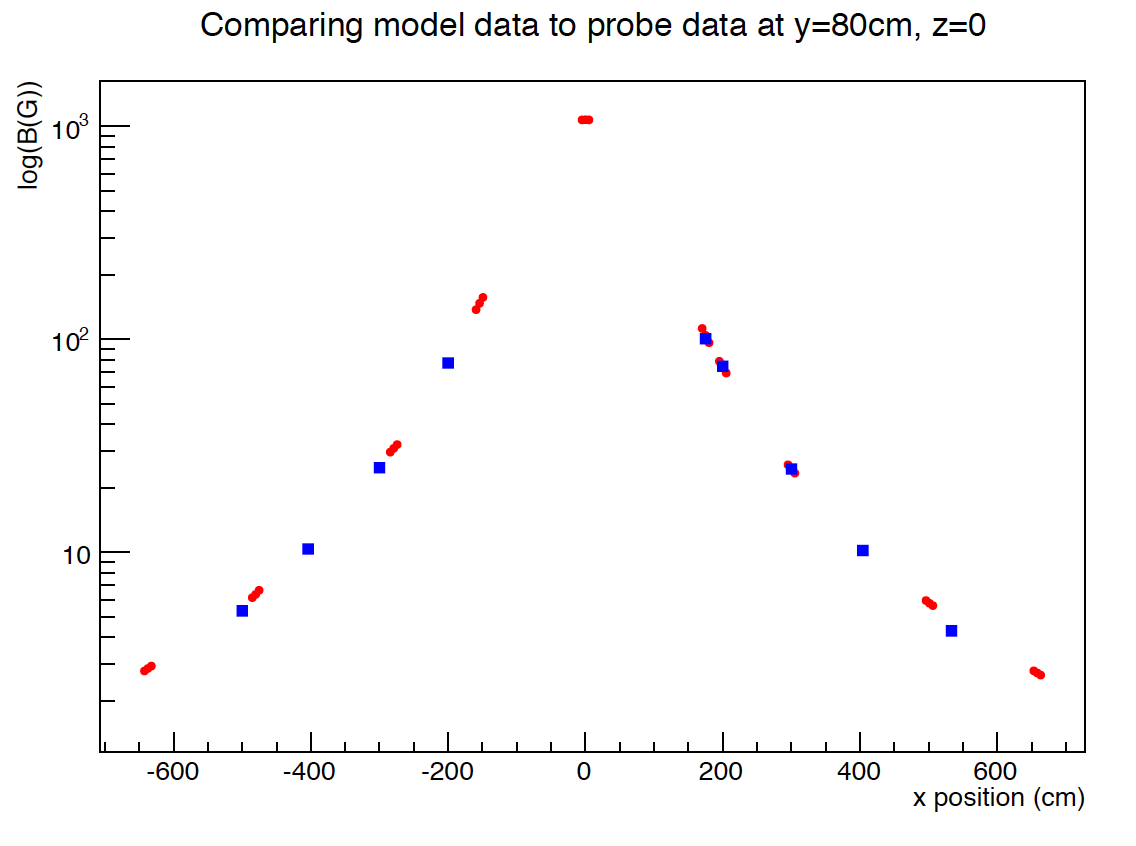 Comparing model data to probe data at y=80cm, z=0
log(B(G))
10³
10²
10
-600 -400 -200 0 200 400 600
x position (cm)